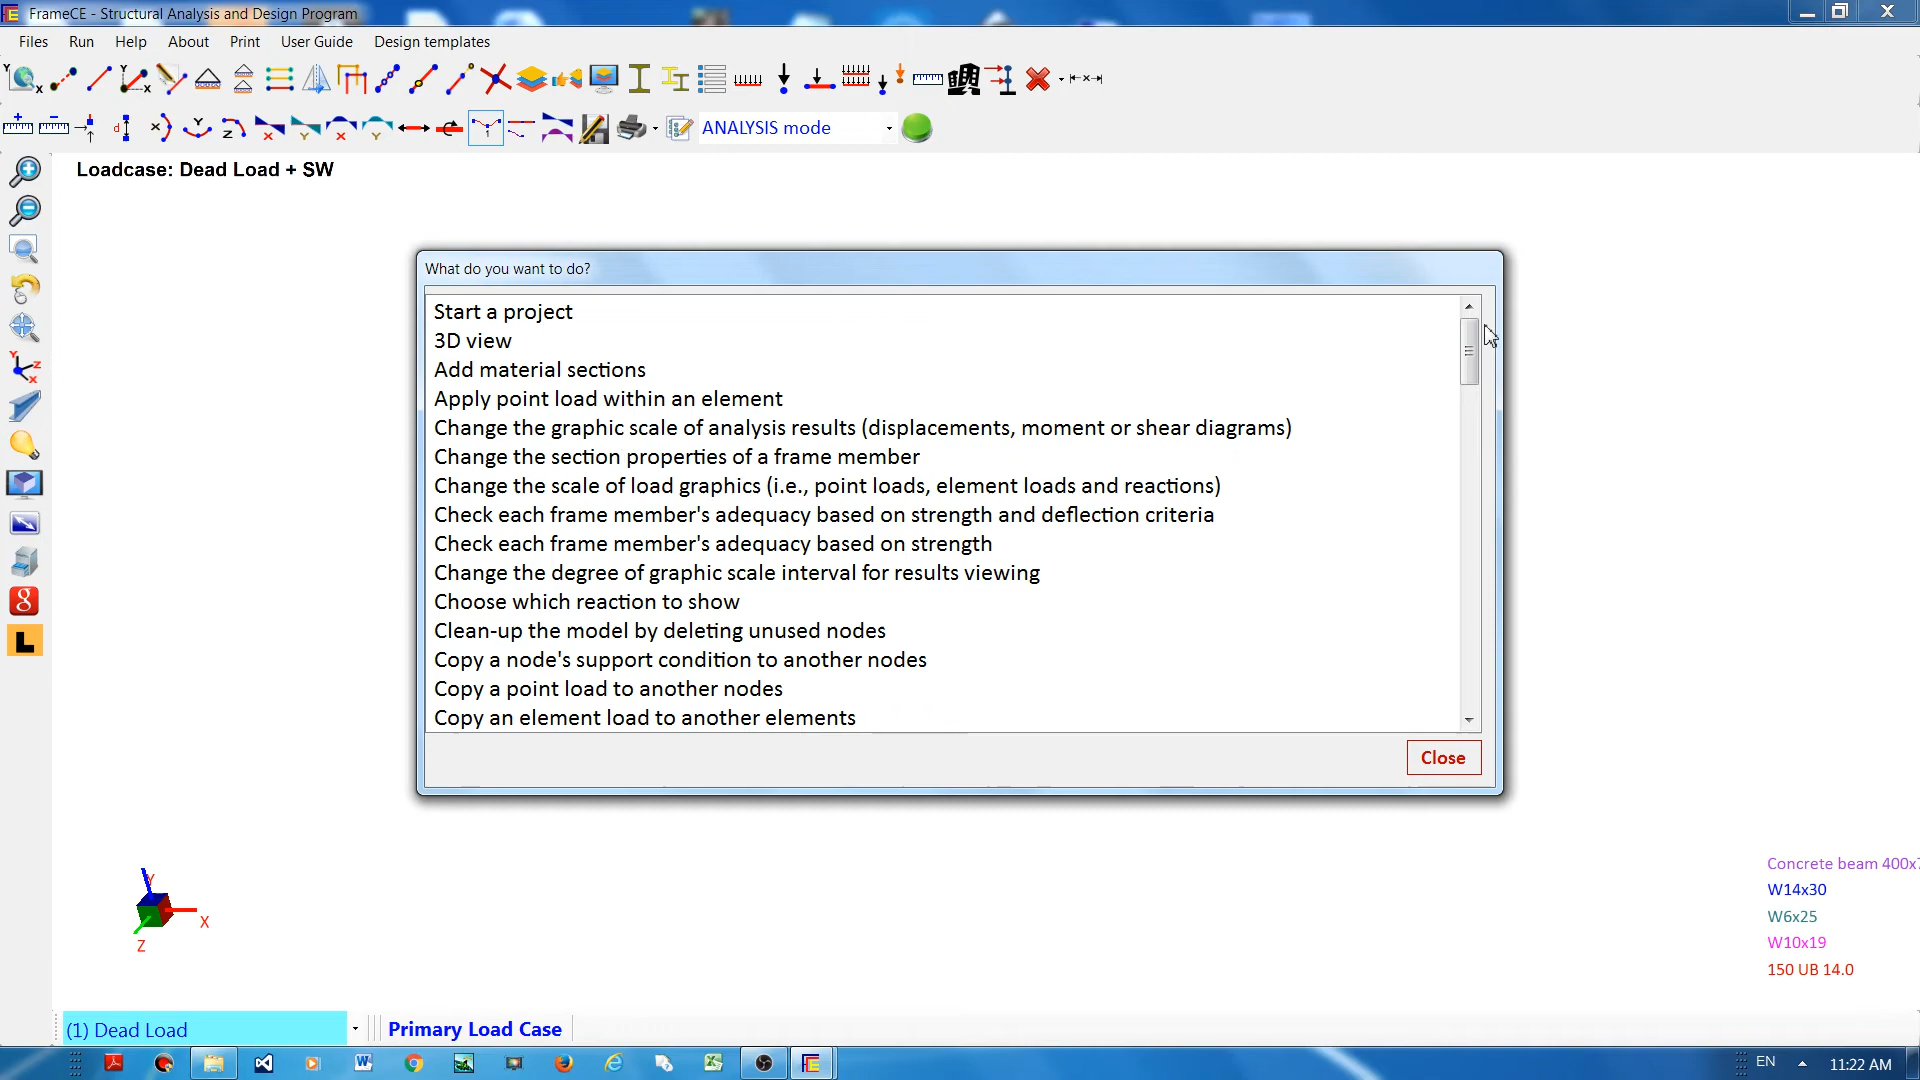 FrameCE - Structural Analysis and Design Program
Files Run Help About Print User Guide Design templates
ANALYSIS mode
Loadcase: Dead Load + SW
What do you want to do?
Start a project
3D view
Add material sections
Apply point load within an element
Change the graphic scale of analysis results (displacements, moment or shear diagrams)
Change the section properties of a frame member
Change the scale of load graphics (i.e., point loads, element loads and reactions)
Check each frame member's adequacy based on strength and deflection criteria
Check each frame member's adequacy based on strength
Change the degree of graphic scale interval for results viewing
Choose which reaction to show
Clean-up the model by deleting unused nodes
Copy a node's support condition to another nodes
Copy a point load to another nodes
Copy an element load to another elements
Close
Y
X
Z
Concrete beam 400x
W14x30
W6x25
W10x19
150 UB 14.0
(1) Dead Load
Primary Load Case
EN
11:22 AM